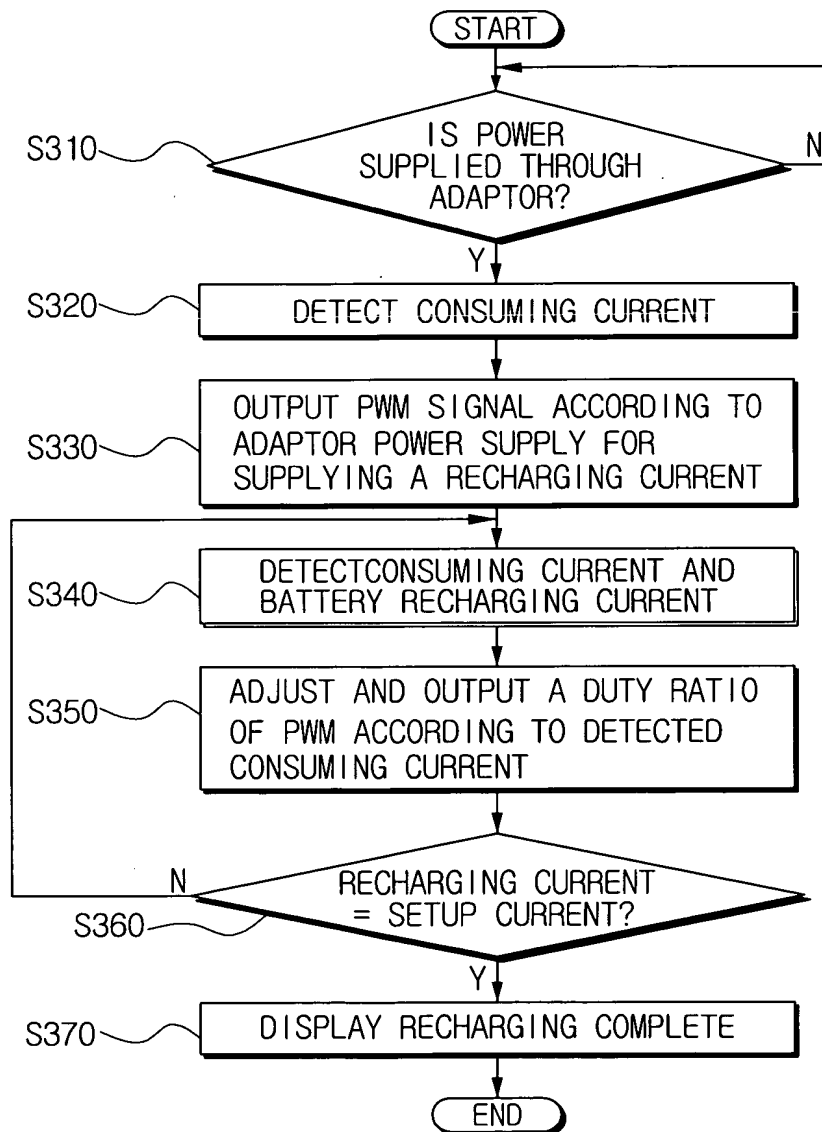 START
S310
IS POWER
SUPPLIED THROUGH
ADAPTOR?
N
Y
S320
DETECT CONSUMING CURRENT
S330
OUTPUT PWM SIGNAL ACCORDING TO
ADAPTOR POWER SUPPLY FOR
SUPPLYING A RECHARGING CURRENT
S340
DETECTCONSUMING CURRENT AND
BATTERY RECHARGING CURRENT
S350
ADJUST AND OUTPUT A DUTY RATIO
OF PWM ACCORDING TO DETECTED
CONSUMING CURRENT
N
S360
RECHARGING CURRENT
= SETUP CURRENT?
Y
S370
DISPLAY RECHARGING COMPLETE
END